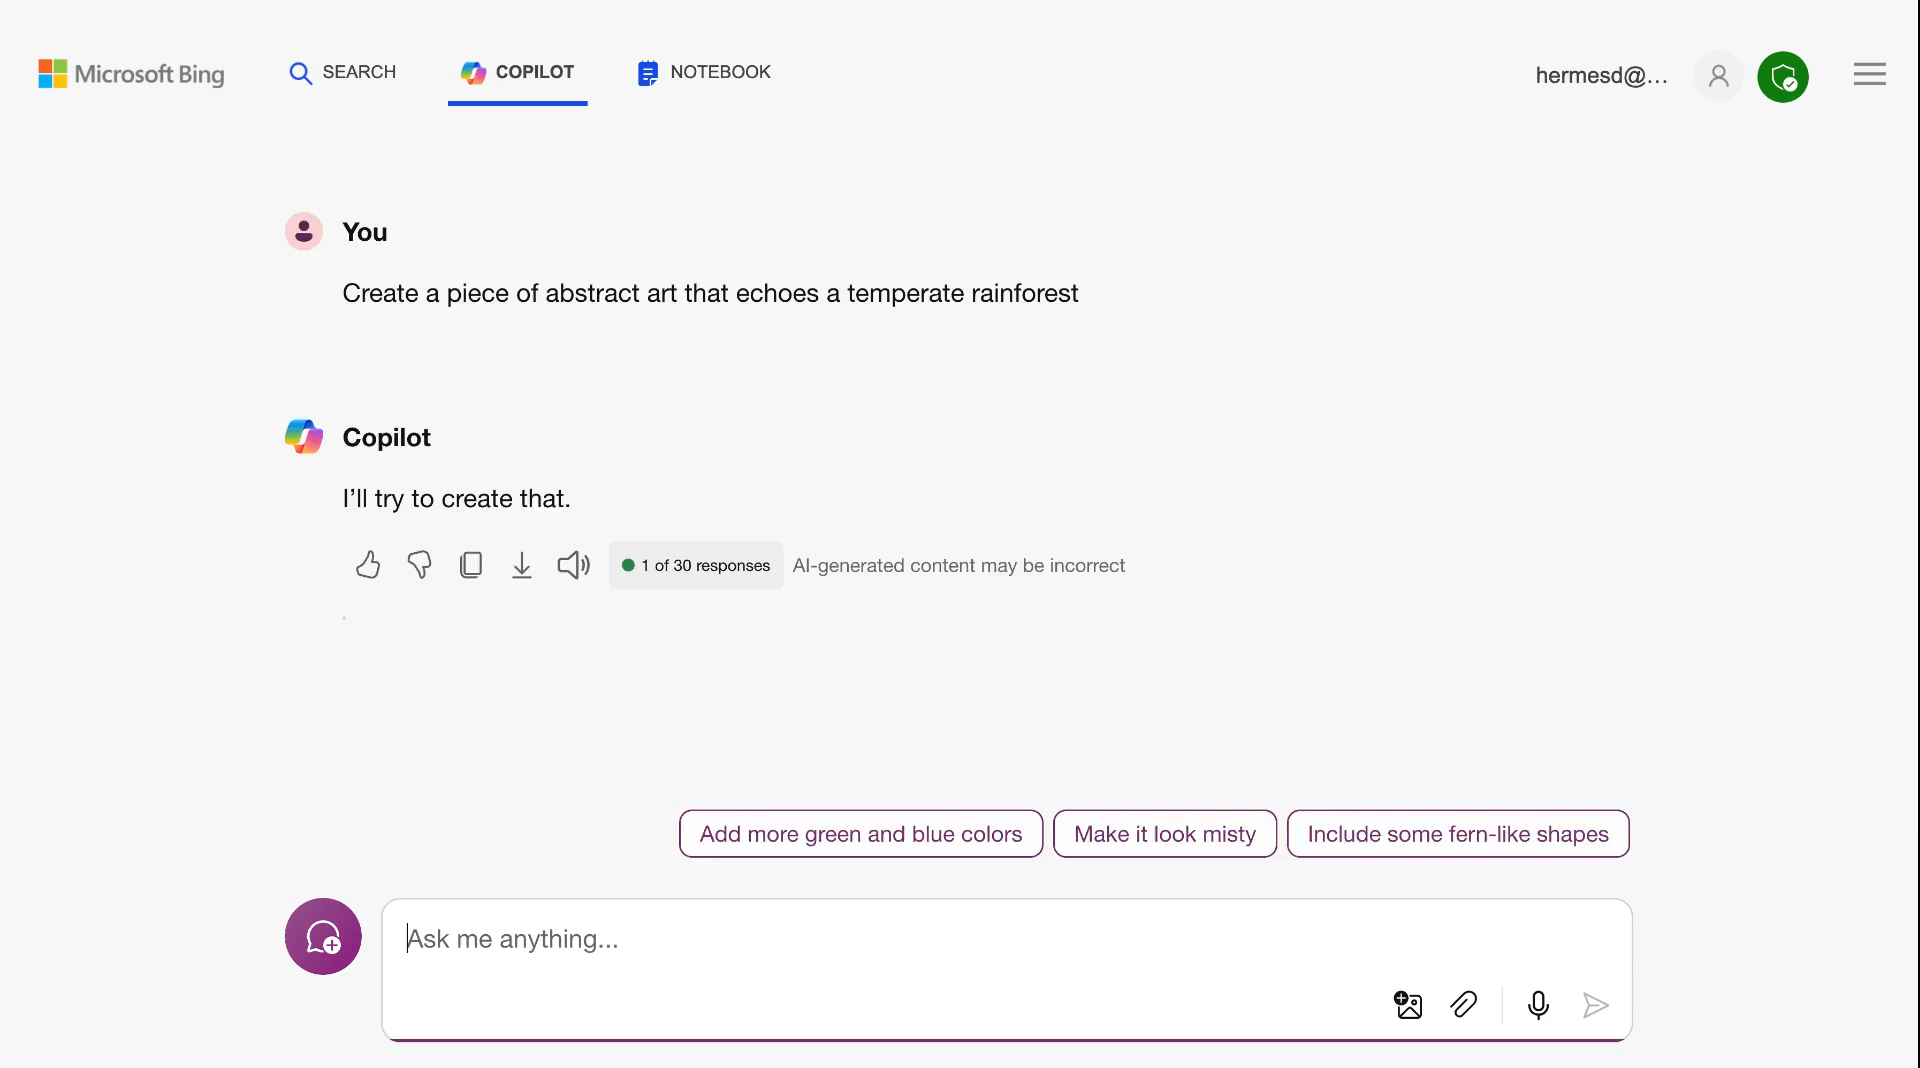 Microsoft Bing
SEARCH
COPILOT
NOTEBOOK
hermesd@...
You
Create a piece of abstract art that echoes a temperate rainforest
Copilot
I’ll try to create that.
1 of 30 responses
AI-generated content may be incorrect
Add more green and blue colors
Make it look misty
Include some fern-like shapes
Ask me anything...